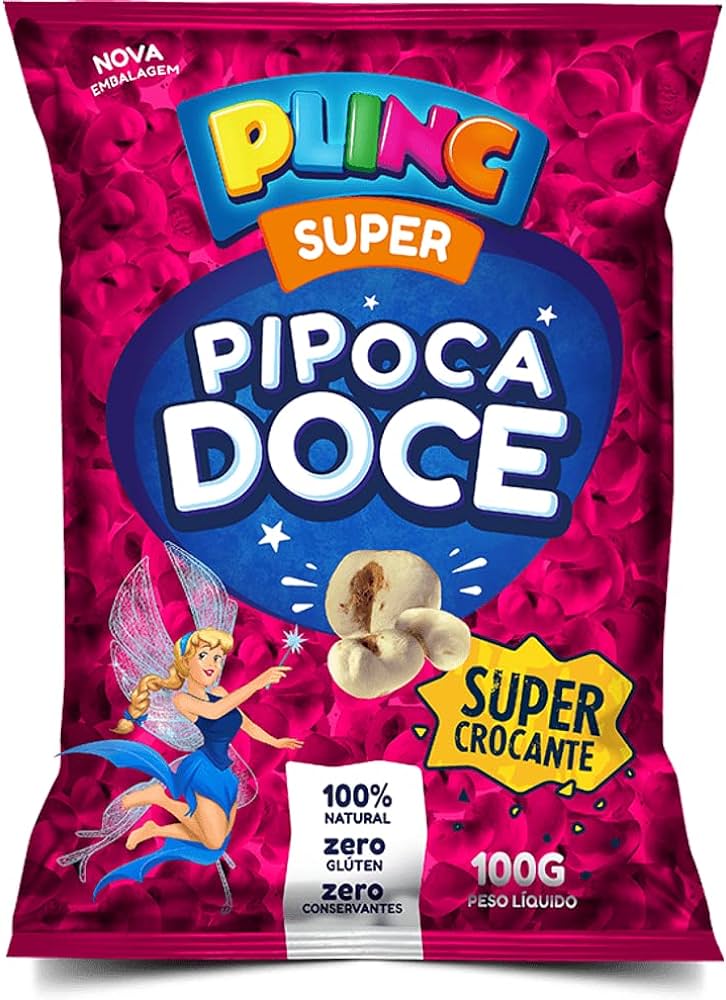 NOVA
EMBALAGEM
PLINC
SUPER
PIPOCA
DOCE
SUPER
CROCANTE
100%
NATURAL
zero
GLÚTEN
zero
CONSERVANTES
100G
PESO LÍQUIDO